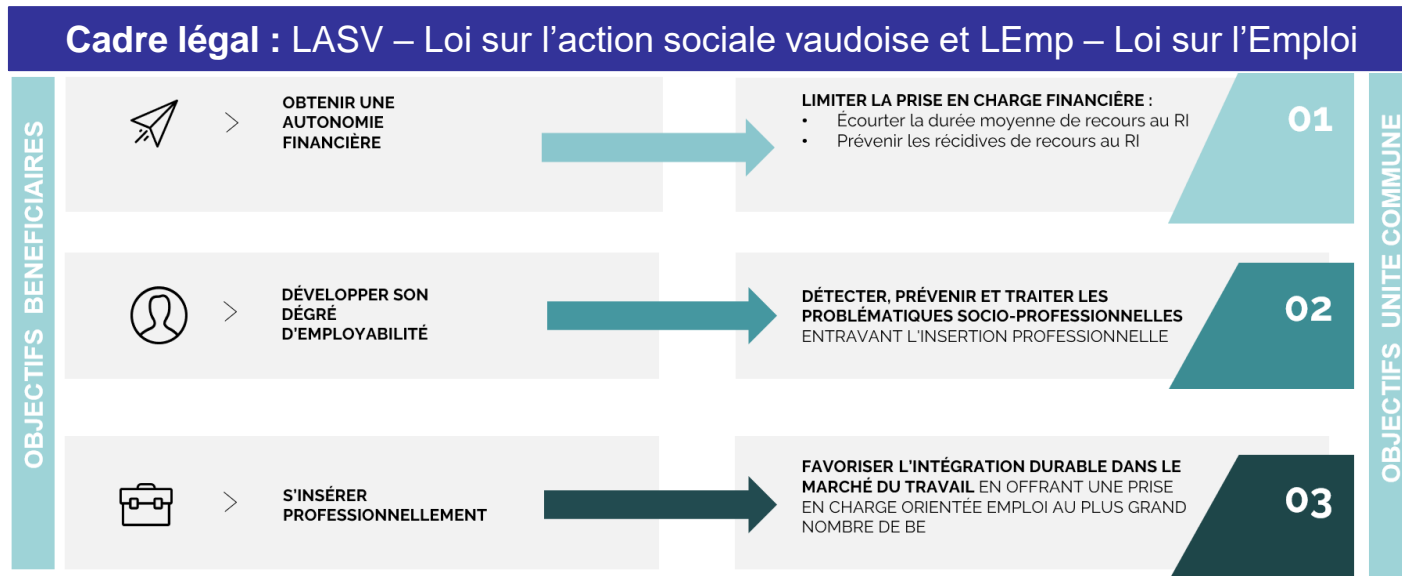 Cadre légal : LASV – Loi sur l'action sociale vaudoise et LEmp – Loi sur l'Emploi
OBJECTIFS BENEFICIAIRES
OBTENIR UNE
AUTONOMIE
FINANCIÈRE
LIMITER LA PRISE EN CHARGE FINANCIÊRE :
• Écourter la durée moyenne de recours au RI
• Prévenir les récidives de recours au RI
01
DÉVELOPPER SON
DÉGRÉ
D'EMPLOYABILITÉ
DÉTECTER, PRÉVENIR ET TRAITER LES
PROBLÉMATIQUES SOCIO-PROFESSIONNELLES
ENTRAVANT L'INSERTION PROFESSIONNELLE
02
S'INSÉRER
PROFESSIONNELLEMENT
FAVORISER L'INTÉGRATION DURABLE DANS LE
MARCHÉ DU TRAVAIL EN OFFRANT UNE PRISE
EN CHARGE ORIENTÉE EMPLOI AU PLUS GRAND
NOMBRE DE BE
03
OBJECTIFS UNITE COMMUNE